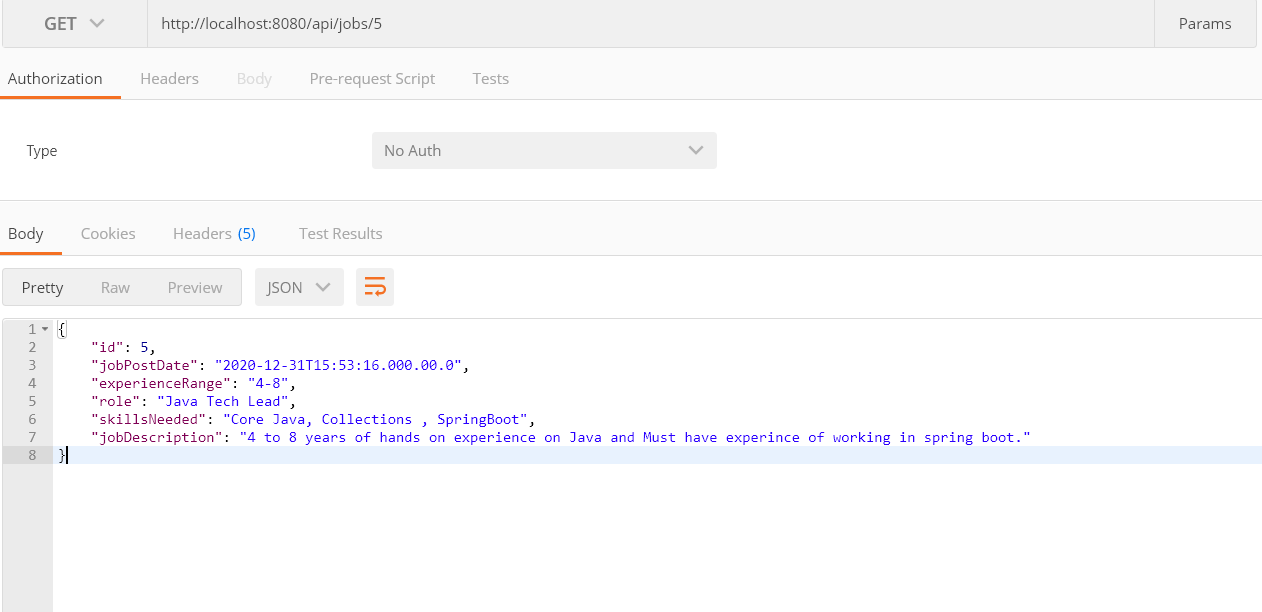 GET http://localhost:8080/api/jobs/5 Params
Authorization Headers Body Pre-request Script Tests
Type No Auth
Body Cookies Headers (5) Test Results
Pretty Raw Preview JSON
1 {
2 "id": 5,
3 "jobPostDate": "2020-12-31T15:53:16.000.00.0",
4 "experienceRange": "4-8",
5 "role": "Java Tech Lead",
6 "skillsNeeded": "Core Java, Collections , SpringBoot",
7 "jobDescription": "4 to 8 years of hands on experience on Java and Must have experince of working in spring boot."
8 }